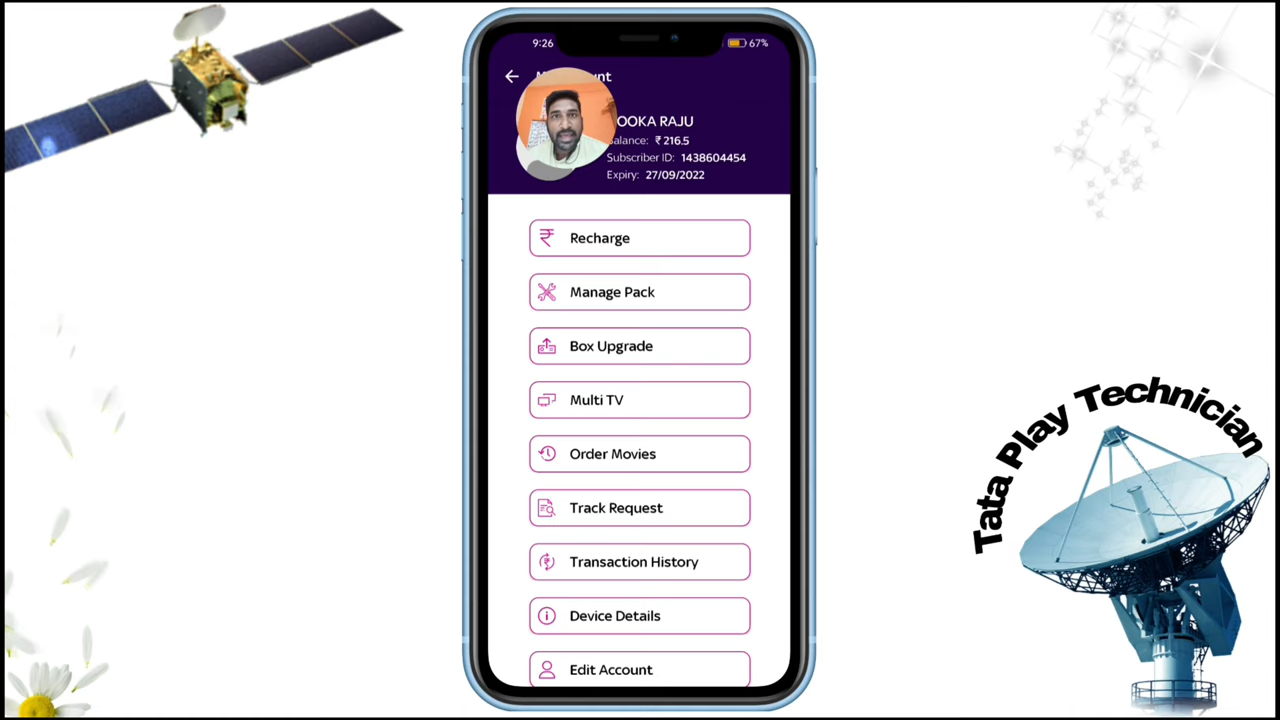 9:26
67%
OOKA RAJU
Balance: ₹ 216.5
Subscriber ID: 1438604454
Expiry: 27/09/2022
Recharge
Manage Pack
Box Upgrade
Multi TV
Order Movies
Track Request
Transaction History
Device Details
Edit Account
Tata Play Technician